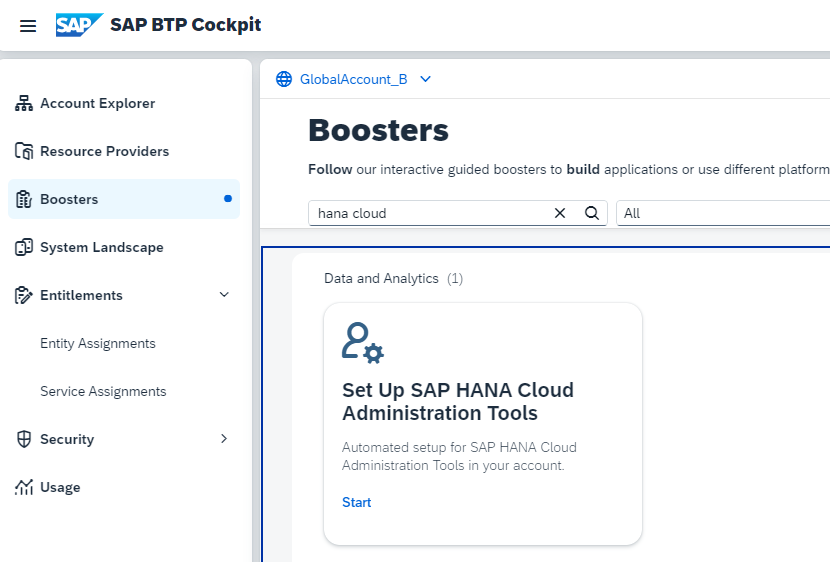 SAP SAP BTP Cockpit
Account Explorer
Resource Providers
Boosters
System Landscape
Entitlements
Entity Assignments
Service Assignments
Security
Usage
GlobalAccount_B
Boosters
Follow our interactive guided boosters to build applications or use different platform
hana cloud
All
Data and Analytics (1)
Set Up SAP HANA Cloud
Administration Tools
Automated setup for SAP HANA Cloud
Administration Tools in your account.
Start